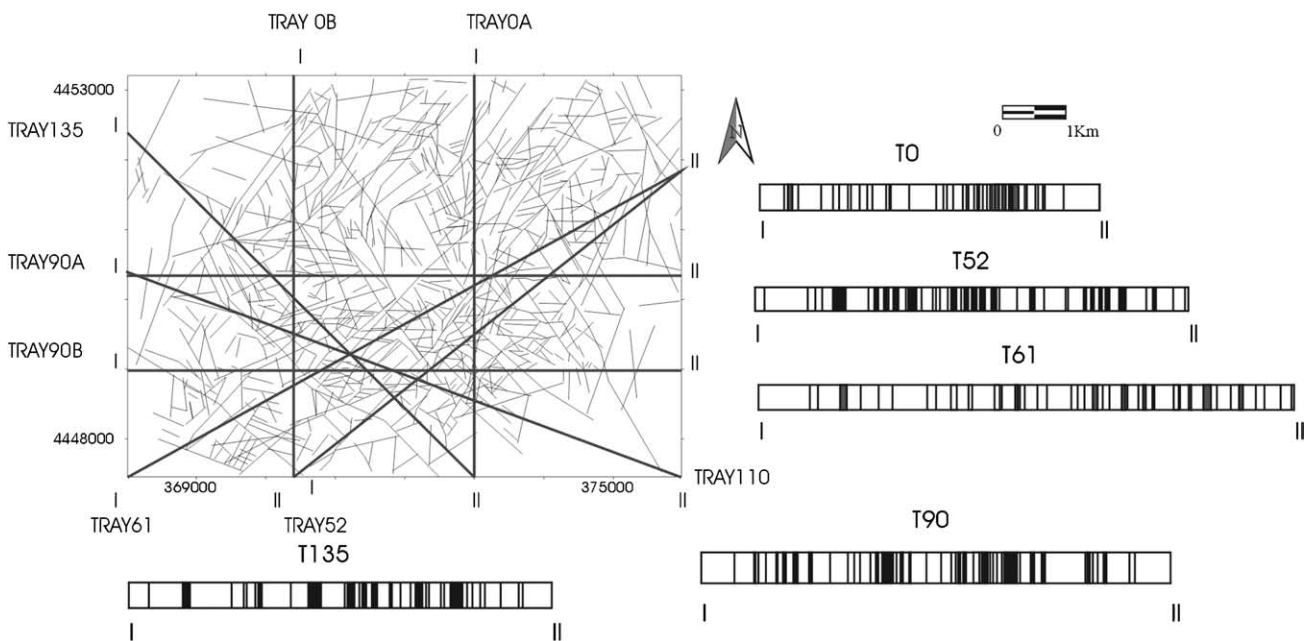 TRAY 0B
TRAY0A
I
I
4453000
TRAY135
I
II
N
0
1Km
T0
I
II
TRAY90A
I
II
T52
I
II
TRAY90B
I
II
T61
I
II
4448000
369000
375000
TRAY110
I
II
I
II
II
TRAY61
TRAY52
T135
I
II
T90
I
II